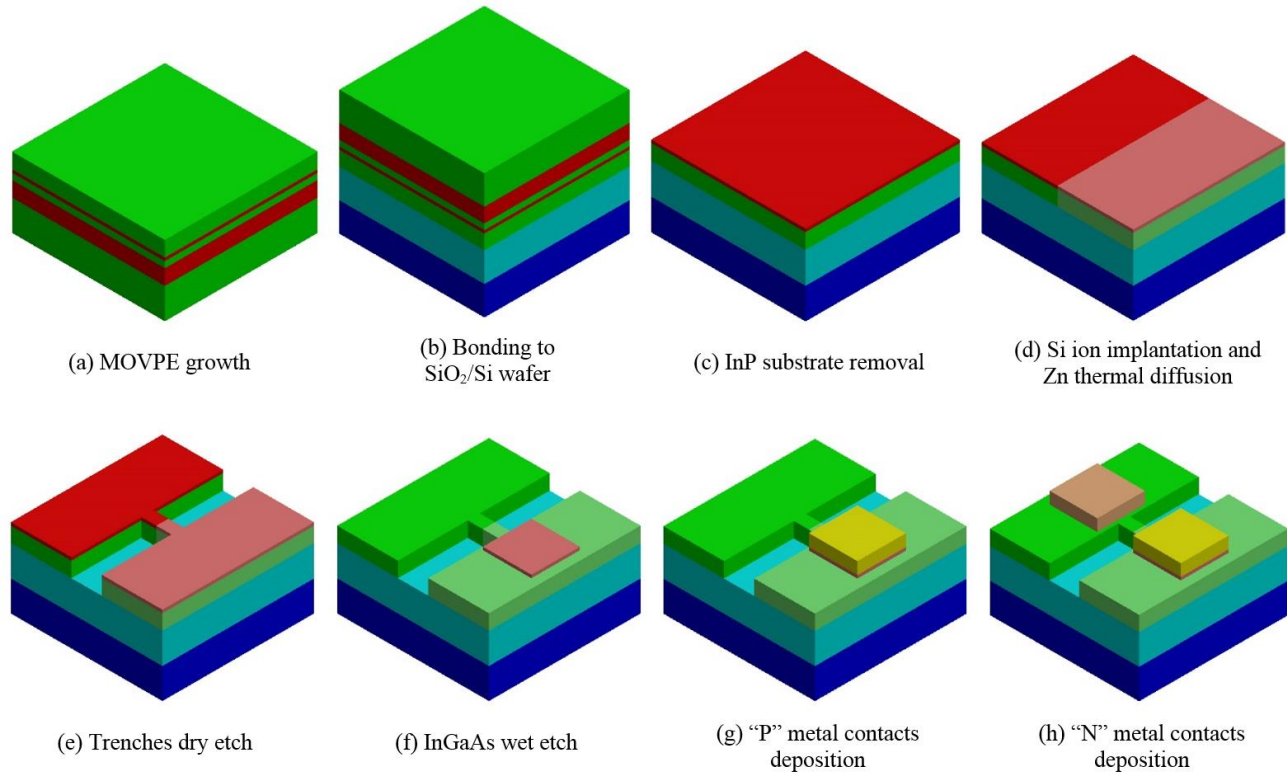 (a) MOVPE growth
(b) Bonding to
SiO₂/Si wafer
(c) InP substrate removal
(d) Si ion implantation and
Zn thermal diffusion
(e) Trenches dry etch
(f) InGaAs wet etch
(g) “P” metal contacts
deposition
(h) “N” metal contacts
deposition